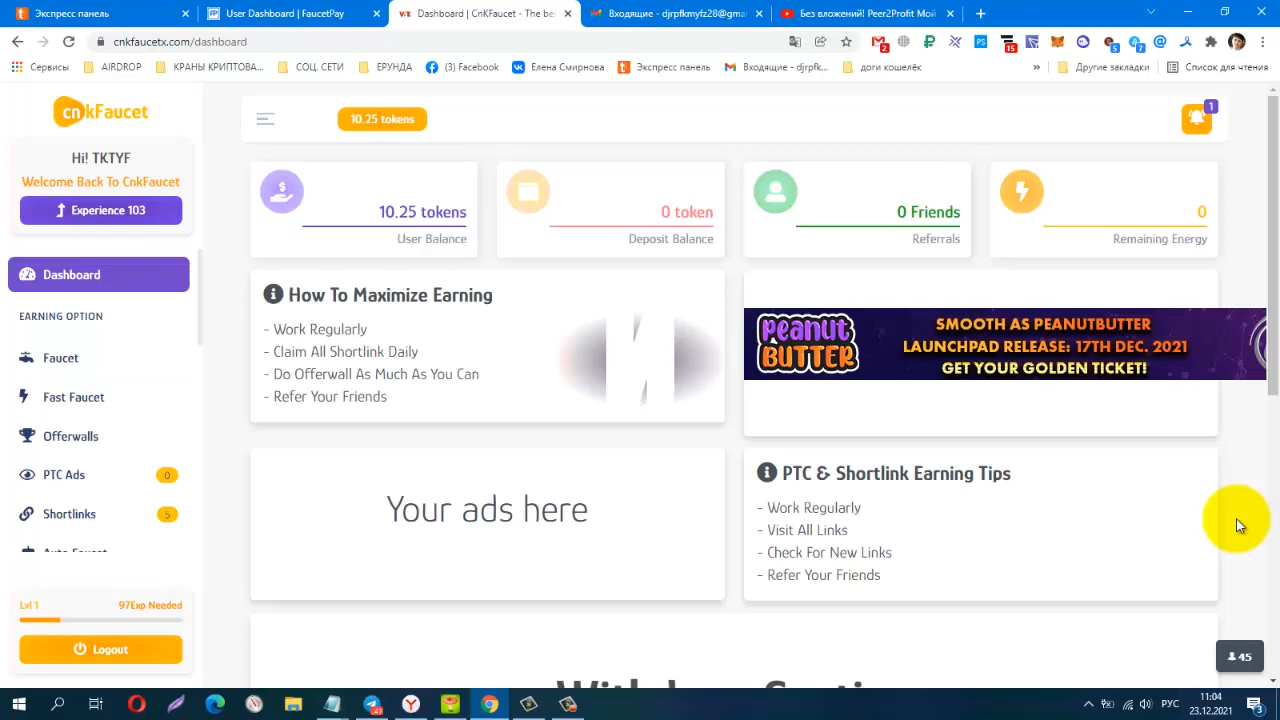 Экспресс панель
User Dashboard | FaucetPay
Dashboard | CnKFaucet - The bes
Входящие - djrpfkmyfz28@gma
Без вложений! Peer2Profit Мой
cnkfaucetx.com/dashboard
Сервисы
AIRDROP
КРАНЫ КРИПТОВА...
СОЦ. СЕТИ
ЕРУНДА
(3) Facebook
Елена Смирнова
Экспресс панель
Входящие - djrpfk...
доги кошелёк
»
Другие закладки
Список для чтения
cnkFaucet
10.25 tokens
1
Hi! TKTYF
Welcome Back To CnkFaucet
Experience 103
10.25 tokens
User Balance
0 token
Deposit Balance
0 Friends
Referrals
0
Remaining Energy
Dashboard
EARNING OPTION
Faucet
Fast Faucet
Offerwalls
PTC Ads 0
Shortlinks 5
Auto Faucet
Lvl 1 97Exp Needed
Logout
How To Maximize Earning
- Work Regularly
- Claim All Shortlink Daily
- Do Offerwall As Much As You Can
- Refer Your Friends
PEANUT
BUTTER
SMOOTH AS PEANUTBUTTER
LAUNCHPAD RELEASE: 17TH DEC. 2021
GET YOUR GOLDEN TICKET!
Your ads here
PTC & Shortlink Earning Tips
- Work Regularly
- Visit All Links
- Check For New Links
- Refer Your Friends
45
РУС
11:04
23.12.2021